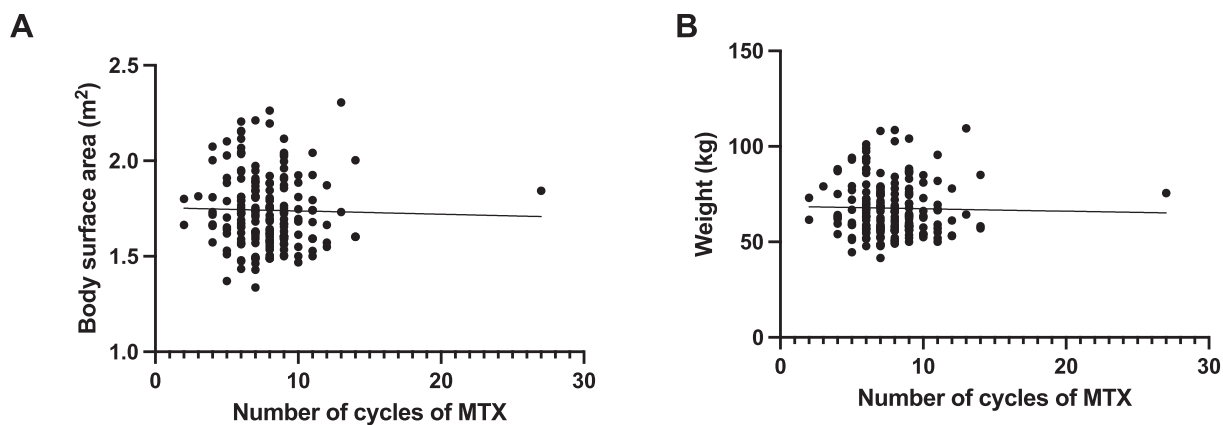 A
Body surface area (m²)
2.5
2.0
1.5
1.0
0
10
20
30
Number of cycles of MTX
B
Weight (kg)
150
100
50
0
0
10
20
30
Number of cycles of MTX